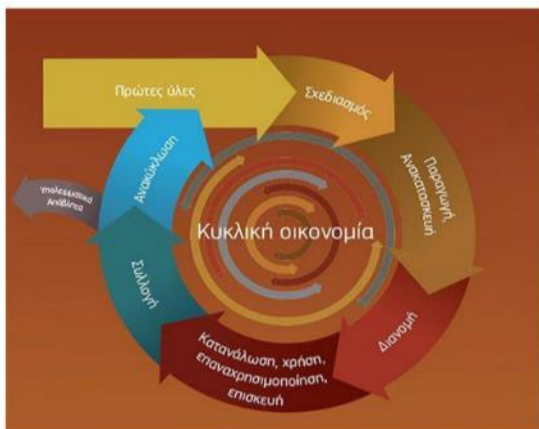 Πρώτες ύλες
Σχεδιασμός
Παραγωγή,
Ανακατασκευή
Διανομή
Κατανάλωση, χρήση,
επαναχρησιμοποίηση,
επισκευή
Συλλογή
Ανακύκλωση
Υπολειμματικά
Απόβλητα
Κυκλική οικονομία